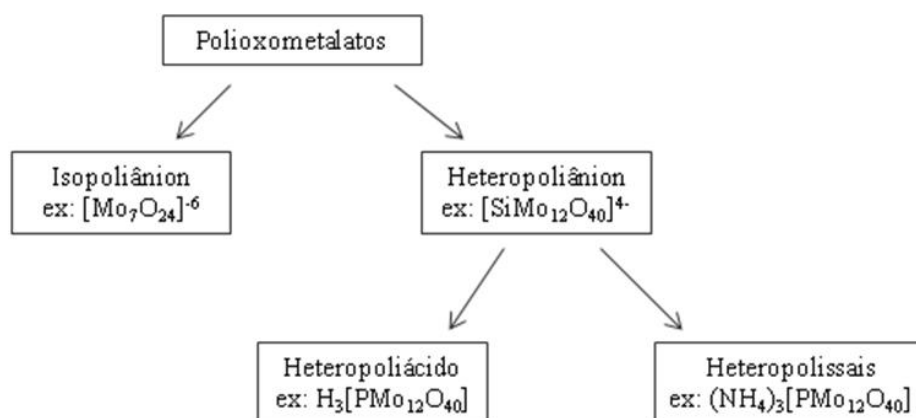 Polioxometalatos
Isopoliânion
ex: [Mo₇O₂₄]⁻⁶
Heteropoliânion
ex: [SiMo₁₂O₄₀]⁴⁻
Heteropoliácido
ex: H₃[PMo₁₂O₄₀]
Heteropolissais
ex: (NH₄)₃[PMo₁₂O₄₀]